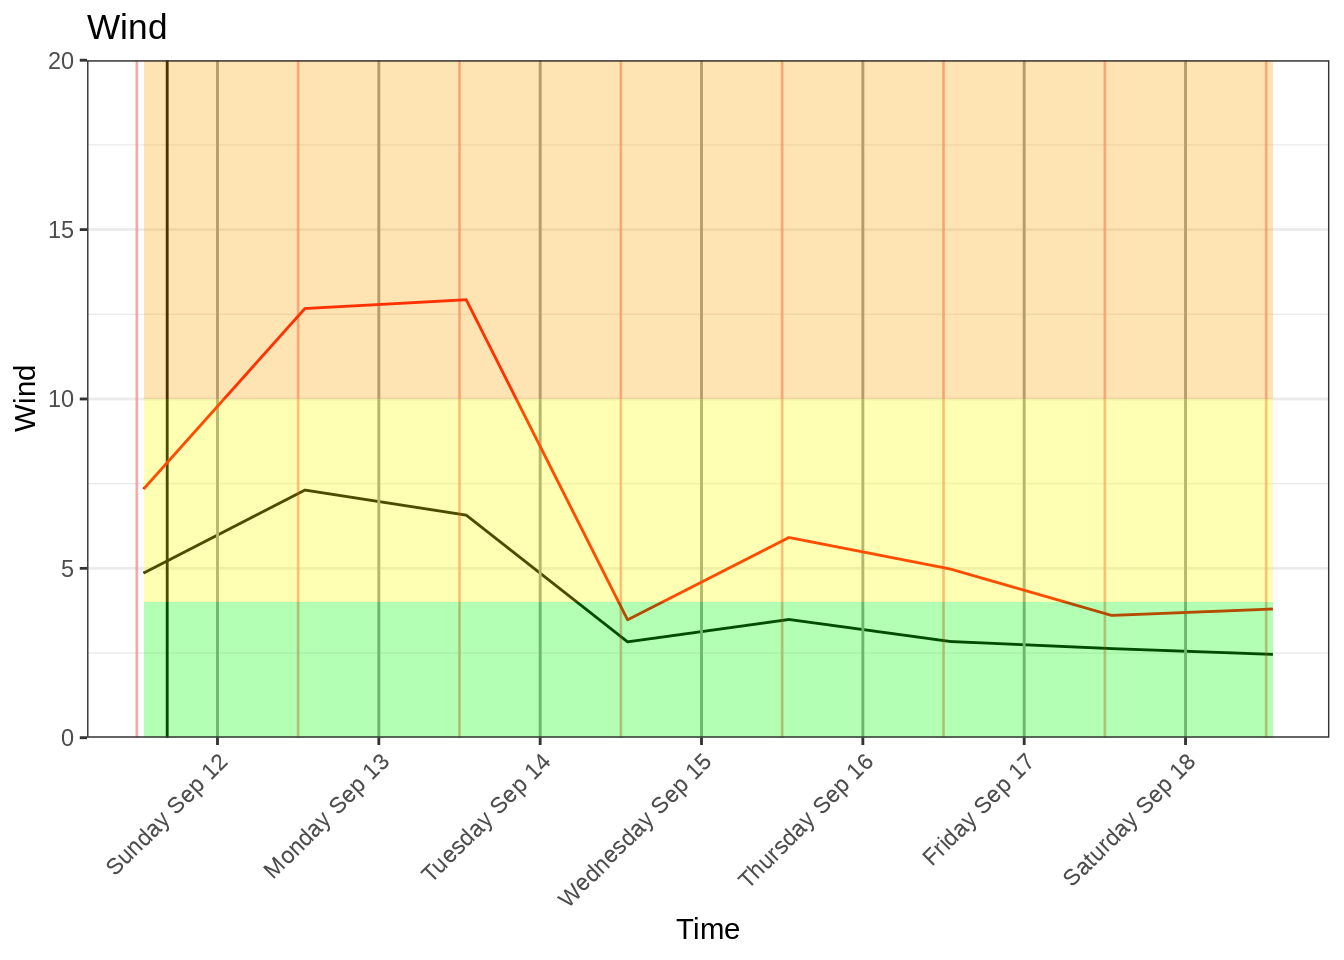 Wind
20
15
10
5
0
Wind
Sunday Sep 12
Monday Sep 13
Tuesday Sep 14
Wednesday Sep 15
Thursday Sep 16
Friday Sep 17
Saturday Sep 18
Time